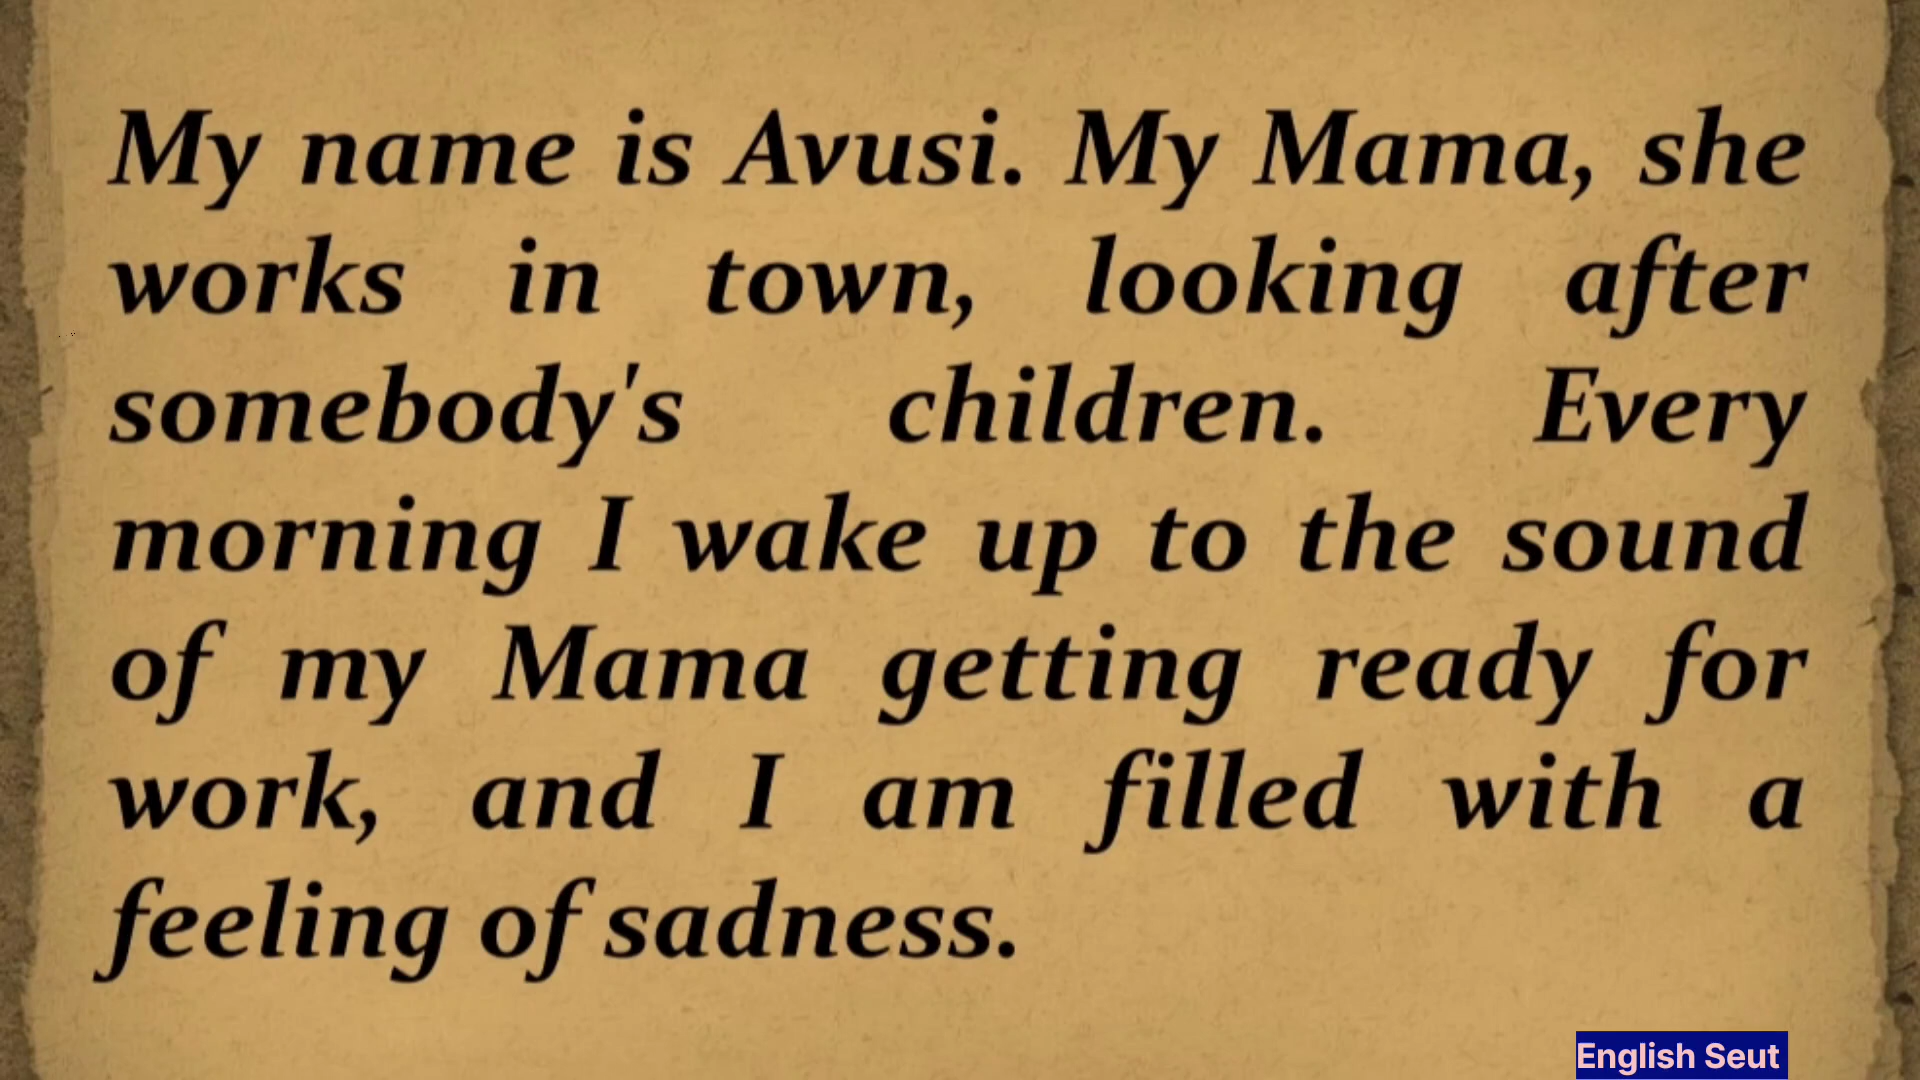 My name is Avusi. My Mama, she
works in town, looking after
somebody's children. Every
morning I wake up to the sound
of my Mama getting ready for
work, and I am filled with a
feeling of sadness.
English Seut